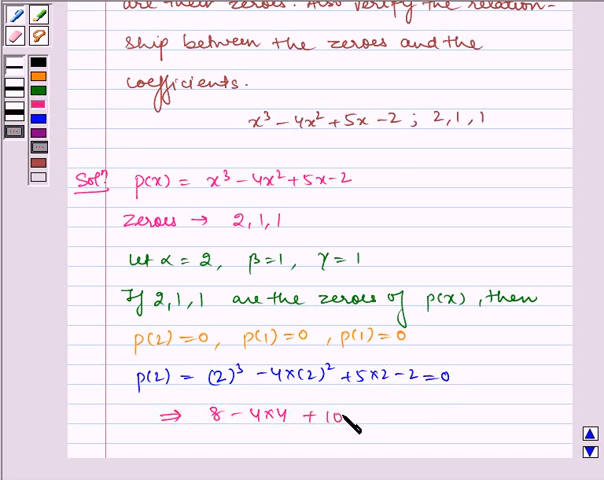 are their zeroes. Also verify the relation-
ship between the zeroes and the
coefficients.
x³ - 4x² + 5x - 2 ; 2, 1, 1
Solⁿ p(x) = x³ - 4x² + 5x - 2
Zeroes → 2, 1, 1
Let α = 2, β = 1, γ = 1
If 2, 1, 1 are the zeroes of p(x), then
p(2) = 0, p(1) = 0, p(1) = 0
p(2) = (2)³ - 4×(2)² + 5×2 - 2 = 0
⇒ 8 - 4×4 + 10